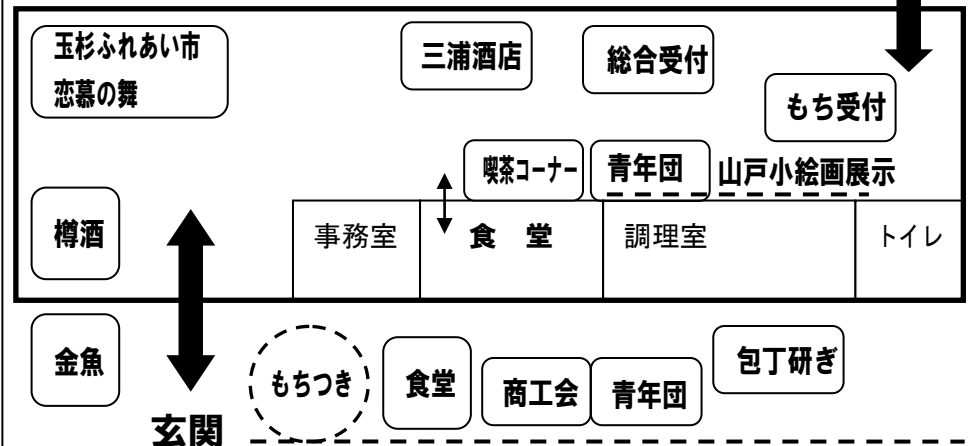 玉杉ふれあい市
恋慕の舞
三浦酒店
総合受付
もち受付
喫茶コーナー
青年団
山戸小絵画展示
樽酒
事務室
食　堂
調理室
トイレ
金魚
もちつき
食堂
商工会
青年団
包丁研ぎ
玄関